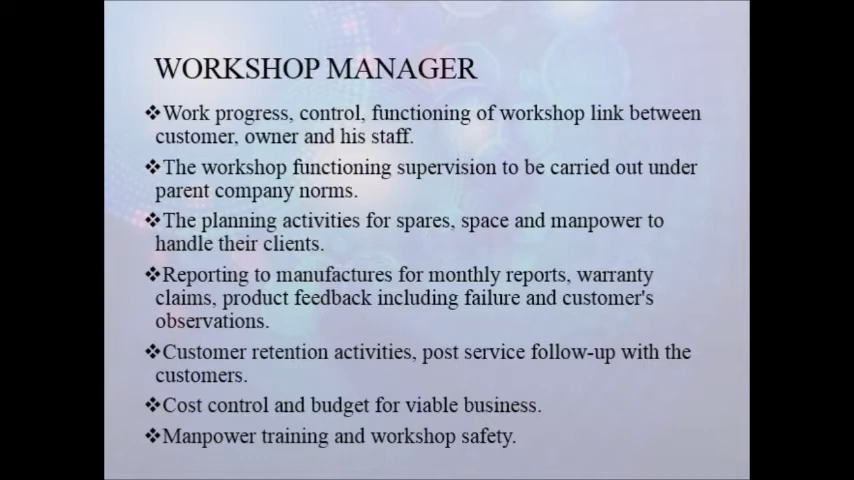 WORKSHOP MANAGER
❖Work progress, control, functioning of workshop link between
customer, owner and his staff.
❖The workshop functioning supervision to be carried out under
parent company norms.
❖The planning activities for spares, space and manpower to
handle their clients.
❖Reporting to manufactures for monthly reports, warranty
claims, product feedback including failure and customer's
observations.
❖Customer retention activities, post service follow-up with the
customers.
❖Cost control and budget for viable business.
❖Manpower training and workshop safety.